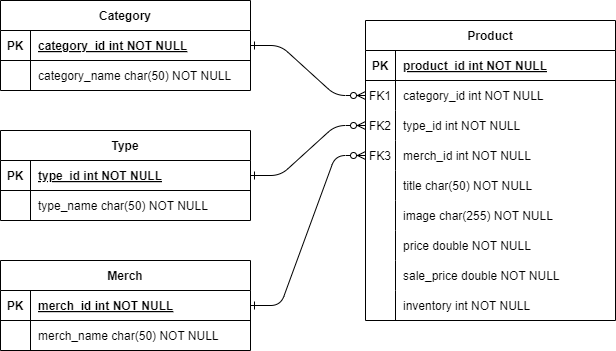 Category
PK category_id int NOT NULL
category_name char(50) NOT NULL
Type
PK type_id int NOT NULL
type_name char(50) NOT NULL
Merch
PK merch_id int NOT NULL
merch_name char(50) NOT NULL
Product
PK product_id int NOT NULL
FK1 category_id int NOT NULL
FK2 type_id int NOT NULL
FK3 merch_id int NOT NULL
title char(50) NOT NULL
image char(255) NOT NULL
price double NOT NULL
sale_price double NOT NULL
inventory int NOT NULL